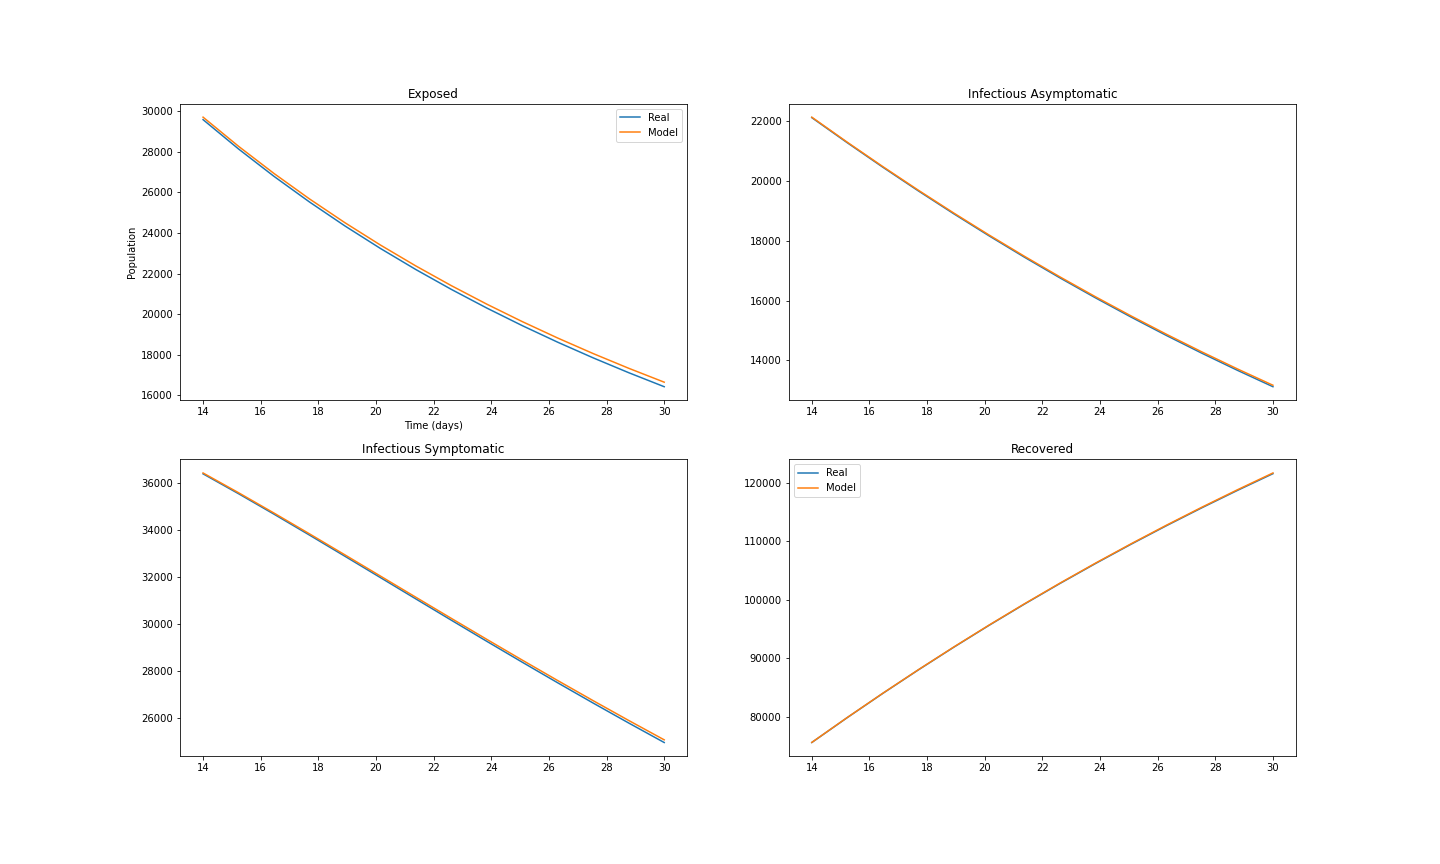 Exposed
30000
28000
26000
24000
22000
20000
18000
16000
Population
Real
Model
14 16 18 20 22 24 26 28 30
Time (days)
Infectious Asymptomatic
22000
20000
18000
16000
14000
14 16 18 20 22 24 26 28 30
Infectious Symptomatic
36000
34000
32000
30000
28000
26000
14 16 18 20 22 24 26 28 30
Recovered
Real
Model
120000
110000
100000
90000
80000
14 16 18 20 22 24 26 28 30